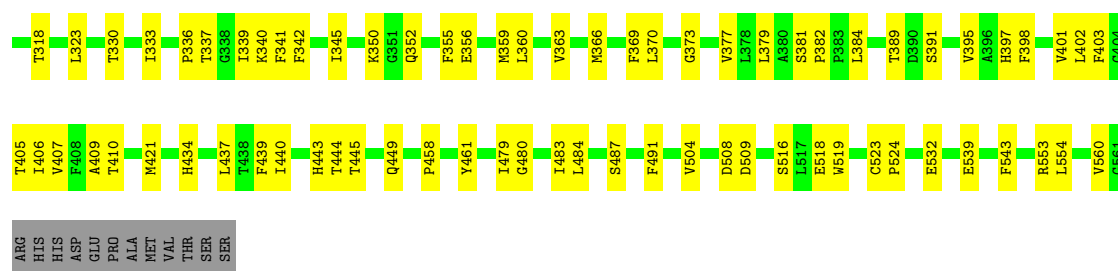 T318 L323 T330 I333 P336 T337 G338 I339 K340 F341 F342 I345 K350 G351 Q352 F355 E356 M359 L360 V363 M366 F369 L370 G373 V377 L378 L379 A380 S381 P382 P383 L384 T389 D390 S391 V395 A396 H397 F398 V401 L402 F403 G404
T405 I406 V407 F408 A409 T410 M421 H434 L437 T438 F439 I440 H443 T444 T445 Q449 P458 Y461 I479 G480 I483 L484 S487 F491 V504 D508 D509 S516 L517 E518 W519 C523 P524 E532 E539 F543 R553 L554 V560 G561
ARG HIS HIS ASP GLU PRO ALA MET VAL THR SER SER